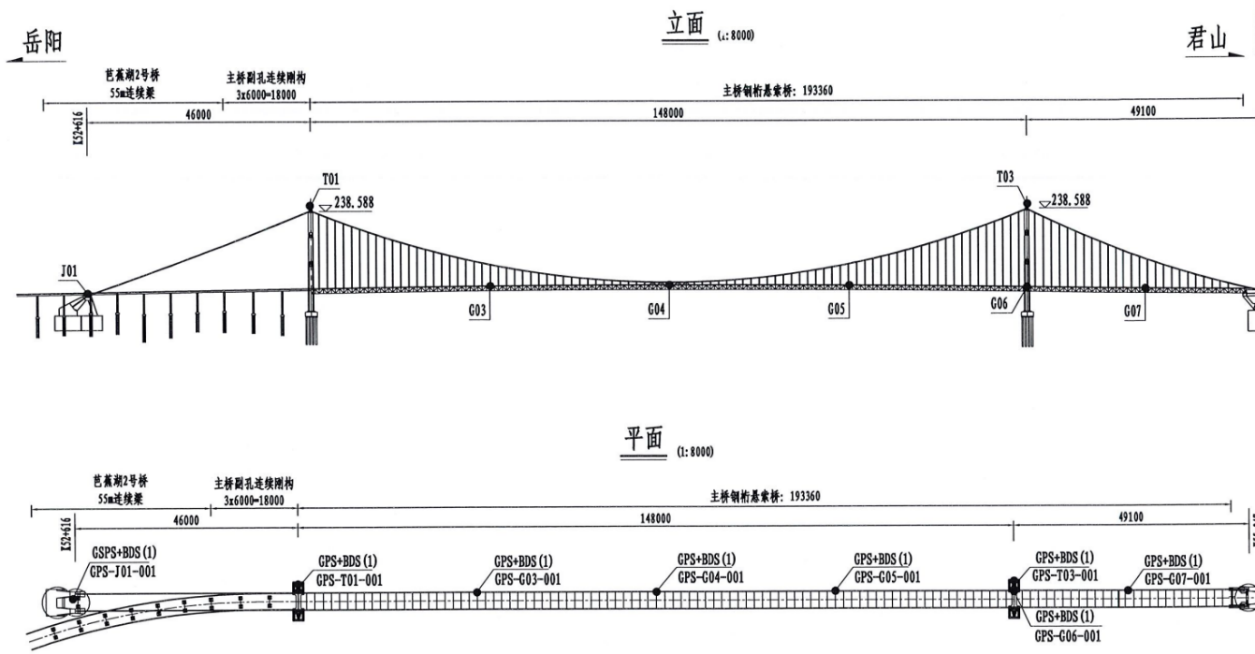 立面 (1:8000)
岳阳
君山
芭蕉湖2号桥
55m连续梁
主桥副孔连续刚构
3x6000=18000
主桥钢桁悬索桥: 193360
K52+616
46000
148000
49100
T01
238.588
T03
238.588
J01
G03
G04
G05
G06
G07
平面 (1:8000)
芭蕉湖2号桥
55m连续梁
主桥副孔连续刚构
3x6000=18000
主桥钢桁悬索桥: 193360
K52+616
46000
148000
49100
GSPS+BDS(1)
GPS-J01-001
GPS+BDS(1)
GPS-T01-001
GPS+BDS(1)
GPS-G03-001
GPS+BDS(1)
GPS-G04-001
GPS+BDS(1)
GPS-G05-001
GPS+BDS(1)
GPS-T03-001
GPS+BDS(1)
GPS-G07-001
GPS+BDS(1)
GPS-G06-001